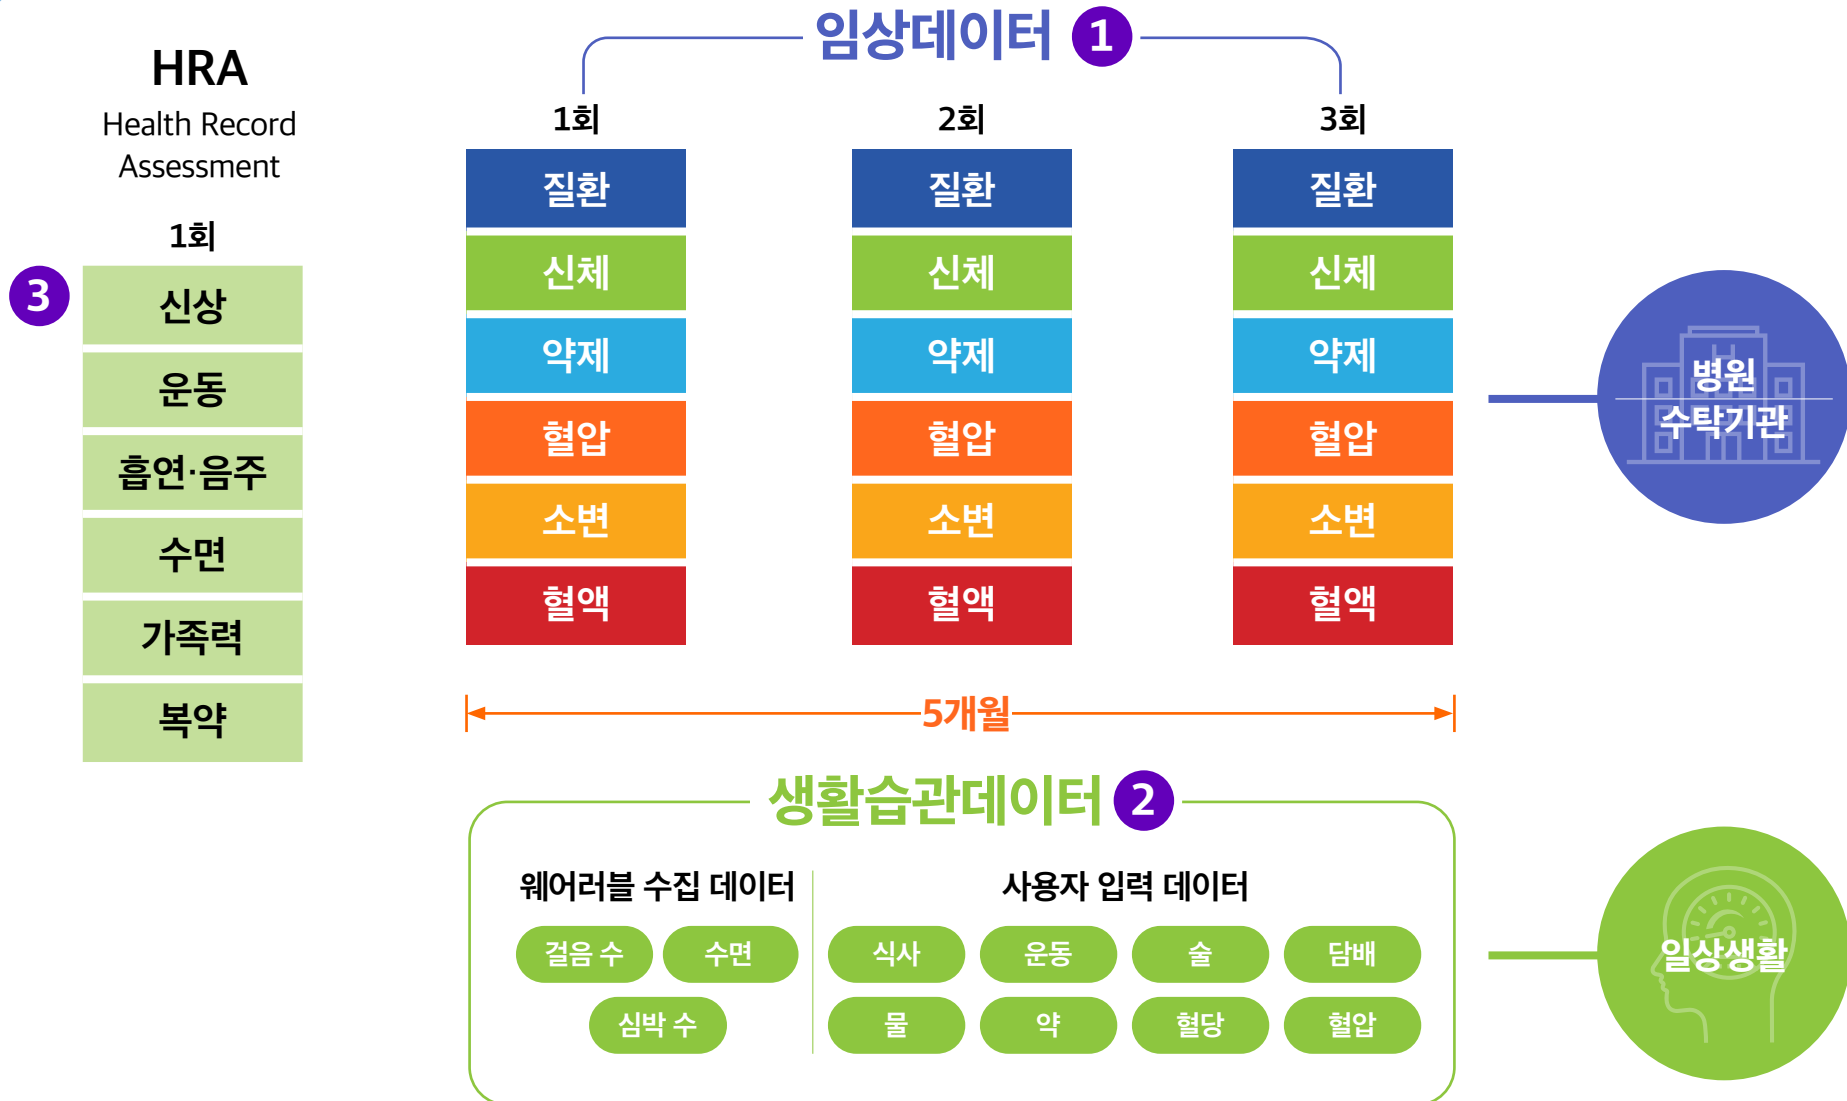 HRA
Health Record
Assessment
1회
3
신상
운동
흡연·음주
수면
가족력
복약
임상데이터 1
1회
2회
3회
질환
질환
질환
신체
신체
신체
약제
약제
약제
혈압
혈압
혈압
소변
소변
소변
혈액
혈액
혈액
병원
수탁기관
5개월
생활습관데이터 2
웨어러블 수집 데이터
걸음 수
수면
심박 수
사용자 입력 데이터
식사
운동
술
담배
물
약
혈당
혈압
일상생활